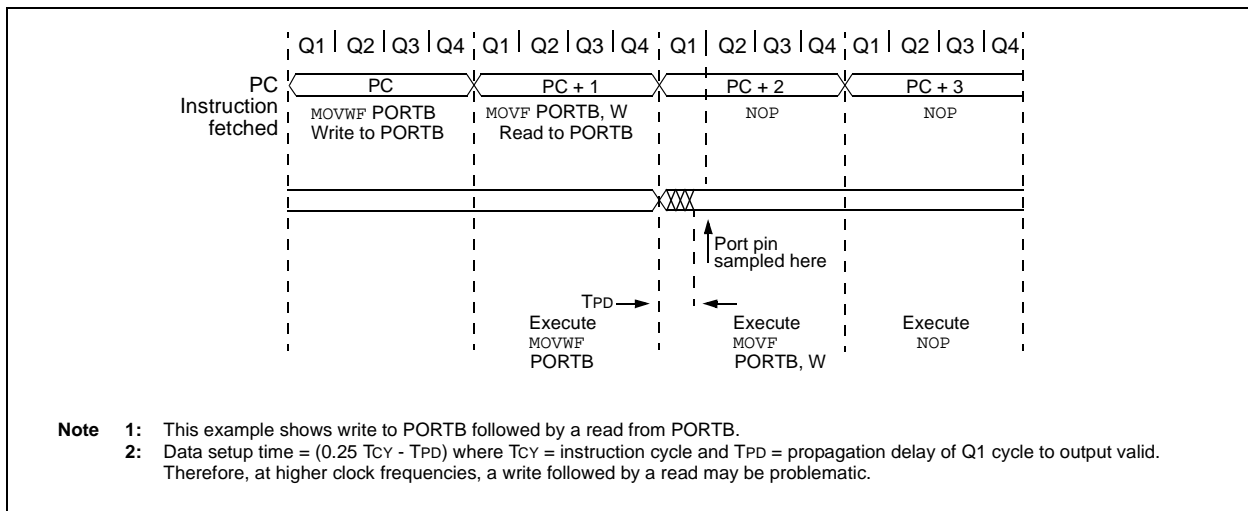 Q1 Q2 Q3 Q4 Q1 Q2 Q3 Q4 Q1 Q2 Q3 Q4 Q1 Q2 Q3 Q4
PC PC PC + 1 PC + 2 PC + 3
Instruction
fetched
MOVWF PORTB MOVF PORTB, W NOP NOP
Write to PORTB Read to PORTB
Port pin
sampled here
TPD
Execute Execute Execute
MOVWF MOVF NOP
PORTB PORTB, W
Note 1: This example shows write to PORTB followed by a read from PORTB.
2: Data setup time = (0.25 TCY - TPD) where TCY = instruction cycle and TPD = propagation delay of Q1 cycle to output valid.
Therefore, at higher clock frequencies, a write followed by a read may be problematic.